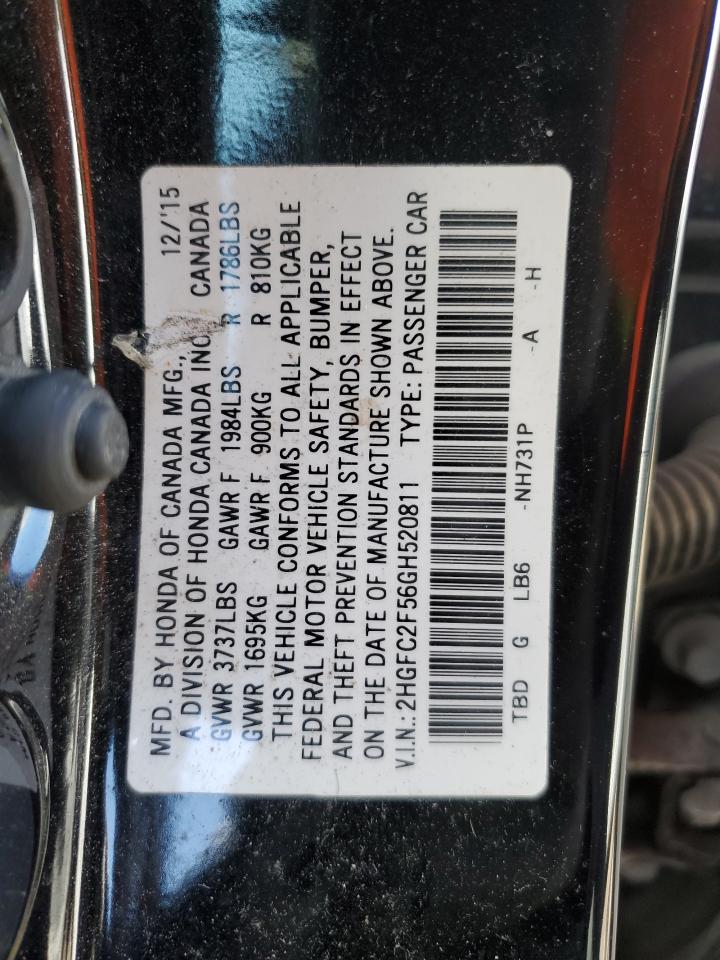 MFD. BY HONDA OF CANADA MFG., 12/'15
A DIVISION OF HONDA CANADA INC. CANADA
GVWR 3737LBS GAWR F 1984LBS R 1786LBS
GVWR 1695KG GAWR F 900KG R 810KG
THIS VEHICLE CONFORMS TO ALL APPLICABLE
FEDERAL MOTOR VEHICLE SAFETY, BUMPER,
AND THEFT PREVENTION STANDARDS IN EFFECT
ON THE DATE OF MANUFACTURE SHOWN ABOVE.
V.I.N.: 2HGFC2F56GH520811 TYPE: PASSENGER CAR
TBD G LB6 -NH731P -A -H